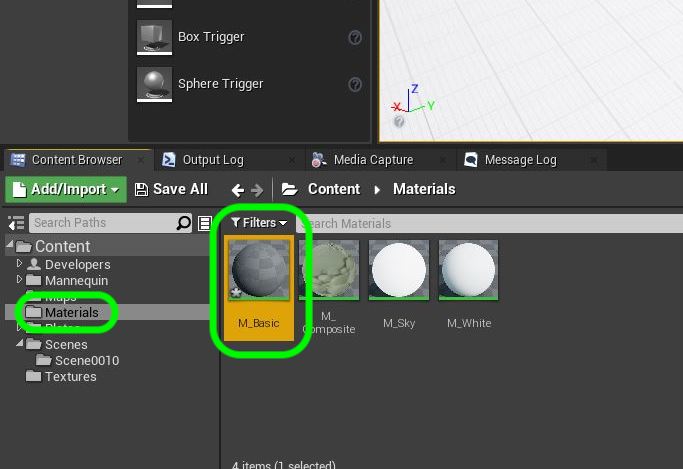 Box Trigger
Sphere Trigger
Z
X
Y
Content Browser
Output Log
Media Capture
Message Log
Add/Import
Save All
Content
Materials
Search Paths
Filters
Search Materials
Content
Developers
Mannequin
Maps
Materials
Plates
Scenes
Scene0010
Textures
M_Basic
M_
Composite
M_Sky
M_White
4 items (1 selected)